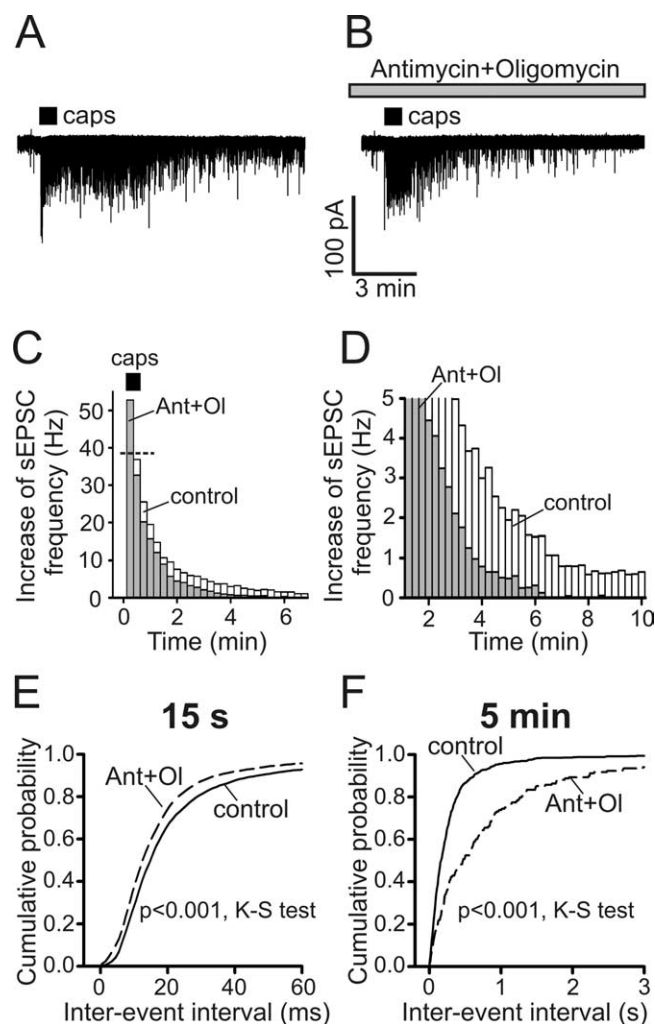 A
B
Antimycin+Oligomycin
caps
caps
100 pA
3 min
C
D
caps
Increase of sEPSC
frequency (Hz)
50
40
30
20
10
0
Ant+Ol
control
0 2 4 6
Time (min)
Increase of sEPSC
frequency (Hz)
5
4
3
2
1
0
Ant+Ol
control
2 4 6 8 10
Time (min)
E
15 s
F
5 min
Cumulative probability
1.0
0.8
0.6
0.4
0.2
0.0
Ant+Ol
control
p<0.001, K-S test
0 20 40 60
Inter-event interval (ms)
Cumulative probability
1.0
0.8
0.6
0.4
0.2
0.0
control
Ant+Ol
p<0.001, K-S test
0 1 2 3
Inter-event interval (s)